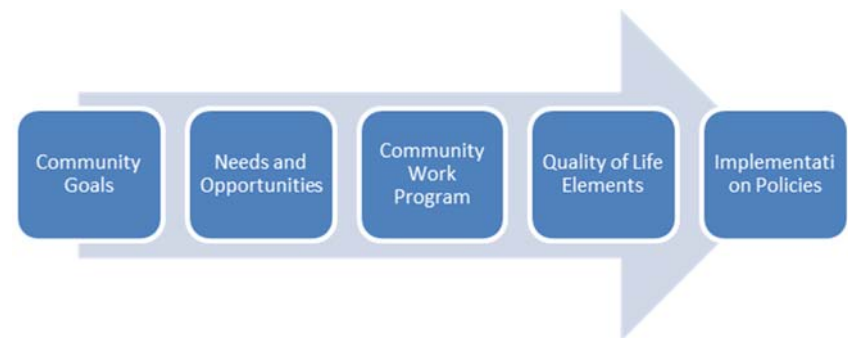 Community
Goals
Needs and
Opportunities
Community
Work
Program
Quality of Life
Elements
Implementati
on Policies